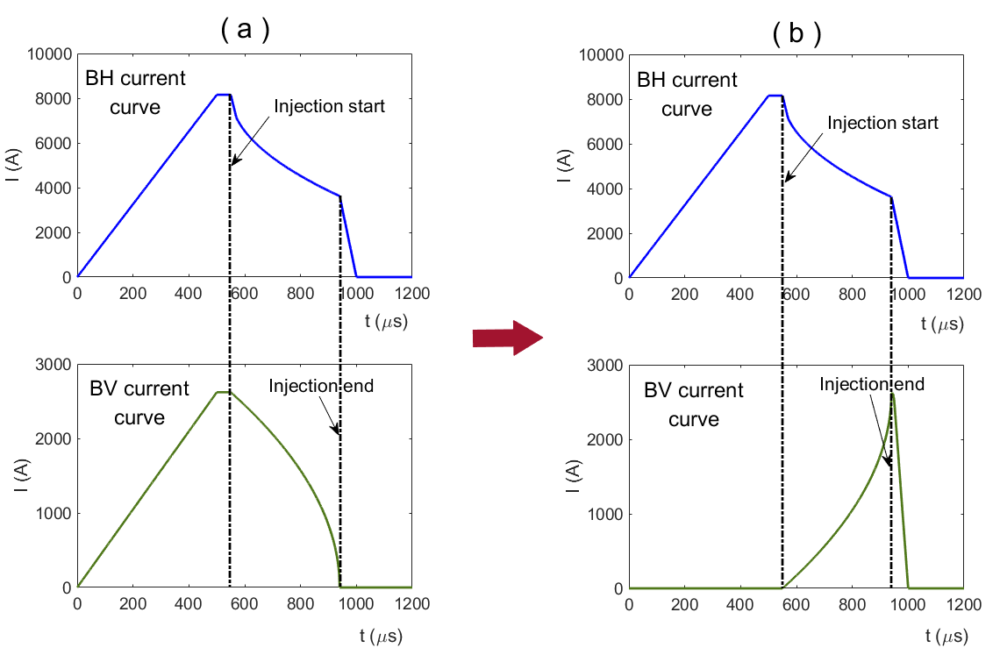 ( a )
10000
8000
6000
4000
2000
0
I (A)
BH current
curve
Injection start
0 200 400 600 800 1000 1200
t (μs)
3000
2000
1000
0
I (A)
BV current
curve
Injection end
0 200 400 600 800 1000 1200
t (μs)
( b )
10000
8000
6000
4000
2000
0
I (A)
BH current
curve
Injection start
0 200 400 600 800 1000 1200
t (μs)
3000
2000
1000
0
I (A)
BV current
curve
Injection end
0 200 400 600 800 1000 1200
t (μs)